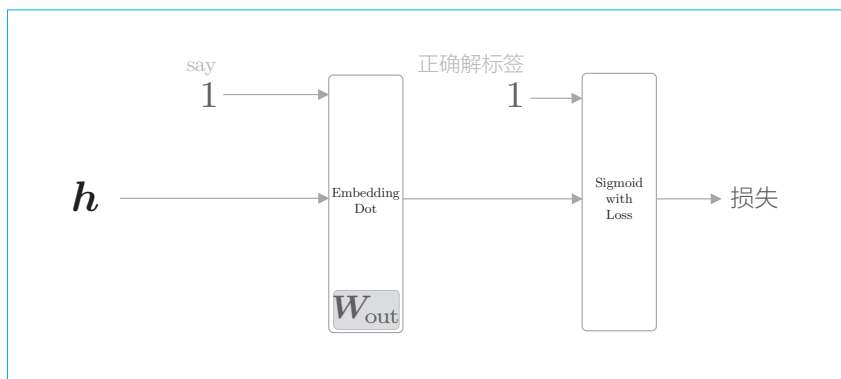 say
1
正确解标签
1
h
Embedding
Dot
Sigmoid
with
Loss
损失
Wout